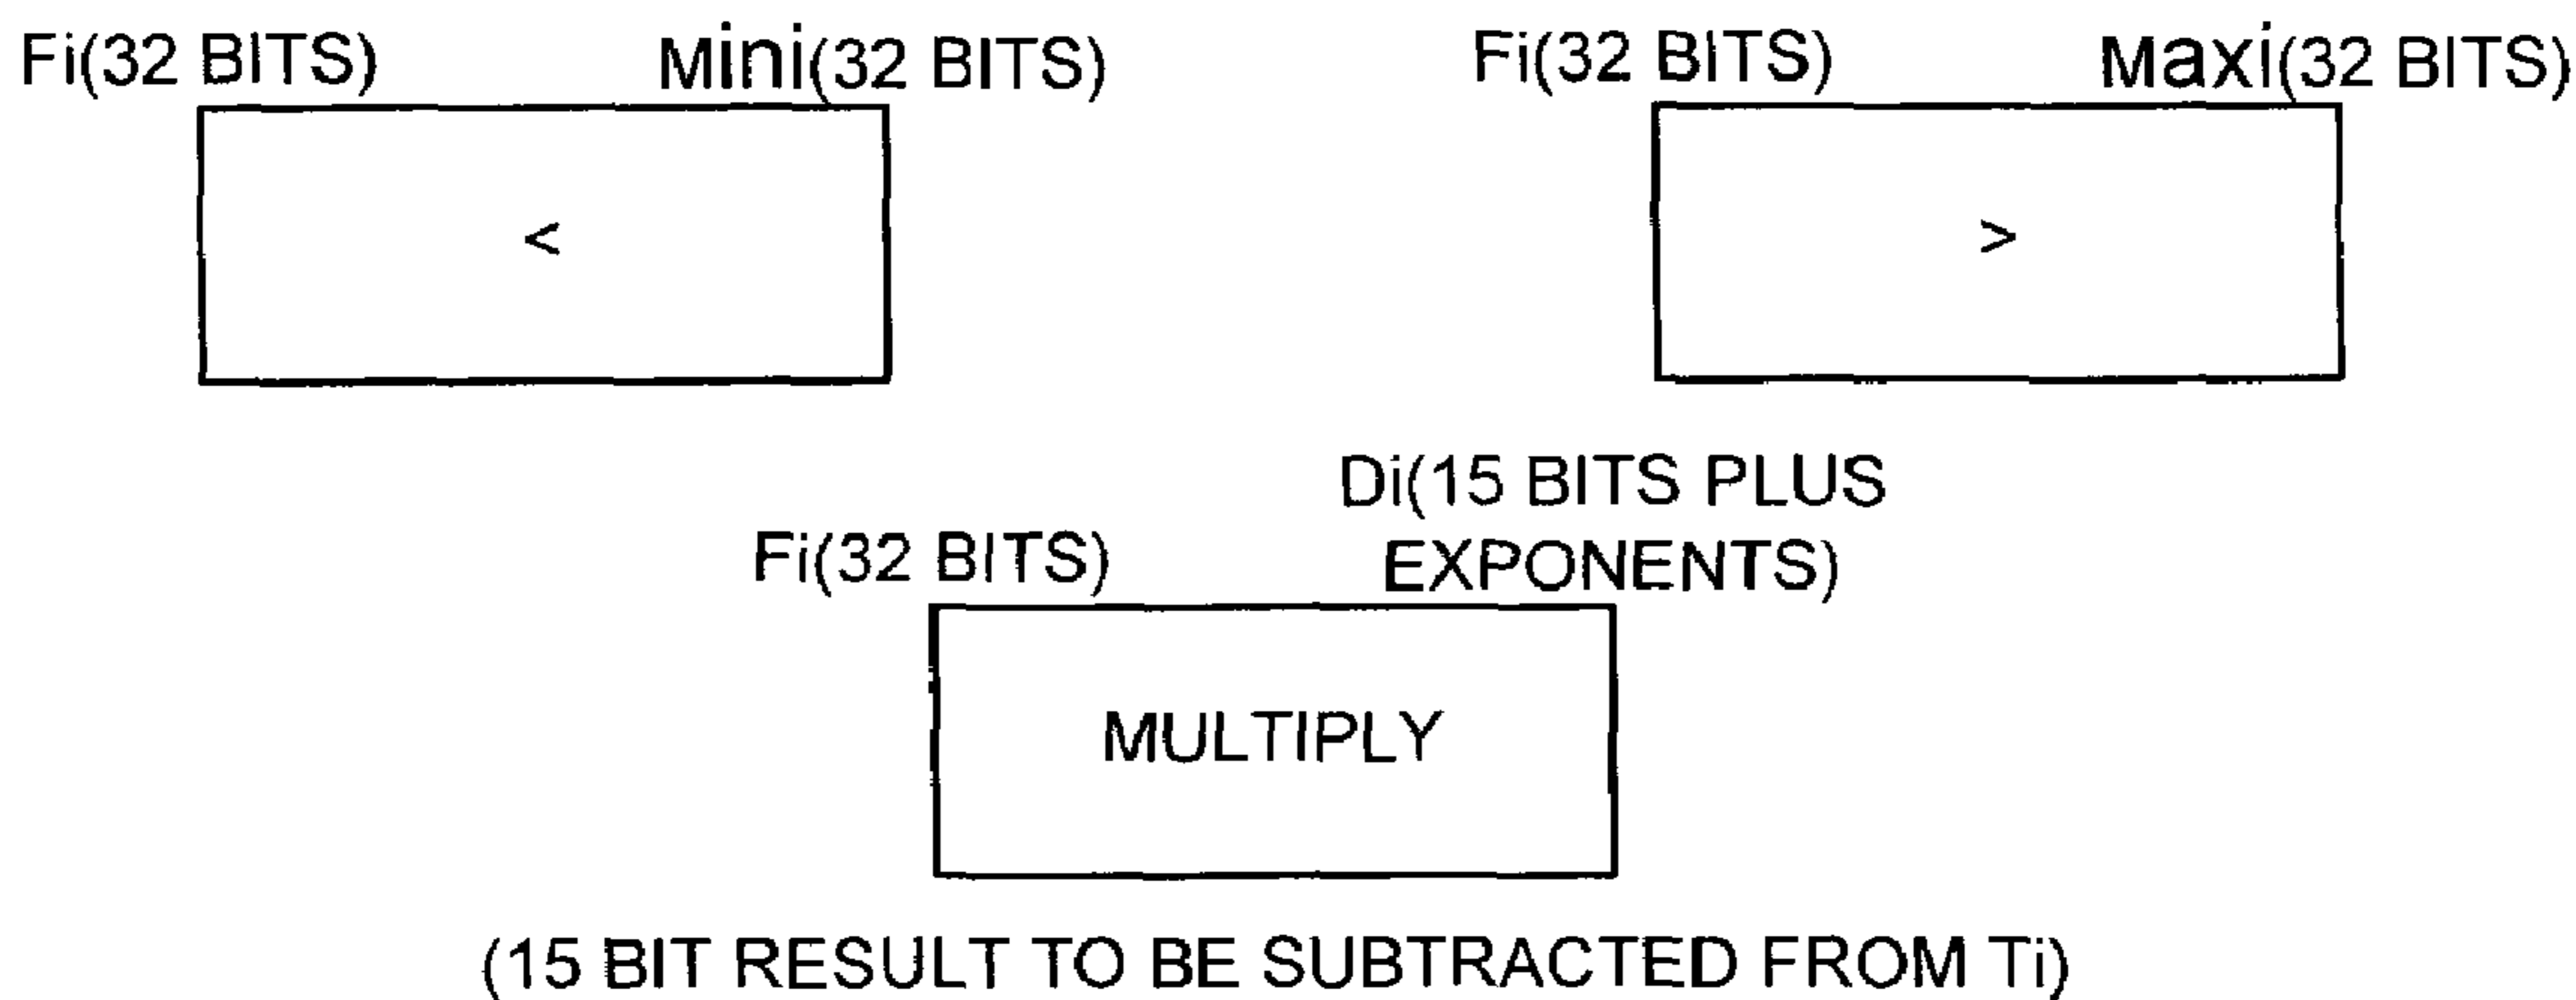 Fi(32 BITS) Mini(32 BITS) Fi(32 BITS) Maxi(32 BITS)
< >
Di(15 BITS PLUS
Fi(32 BITS) EXPONENTS)
MULTIPLY
(15 BIT RESULT TO BE SUBTRACTED FROM Ti)